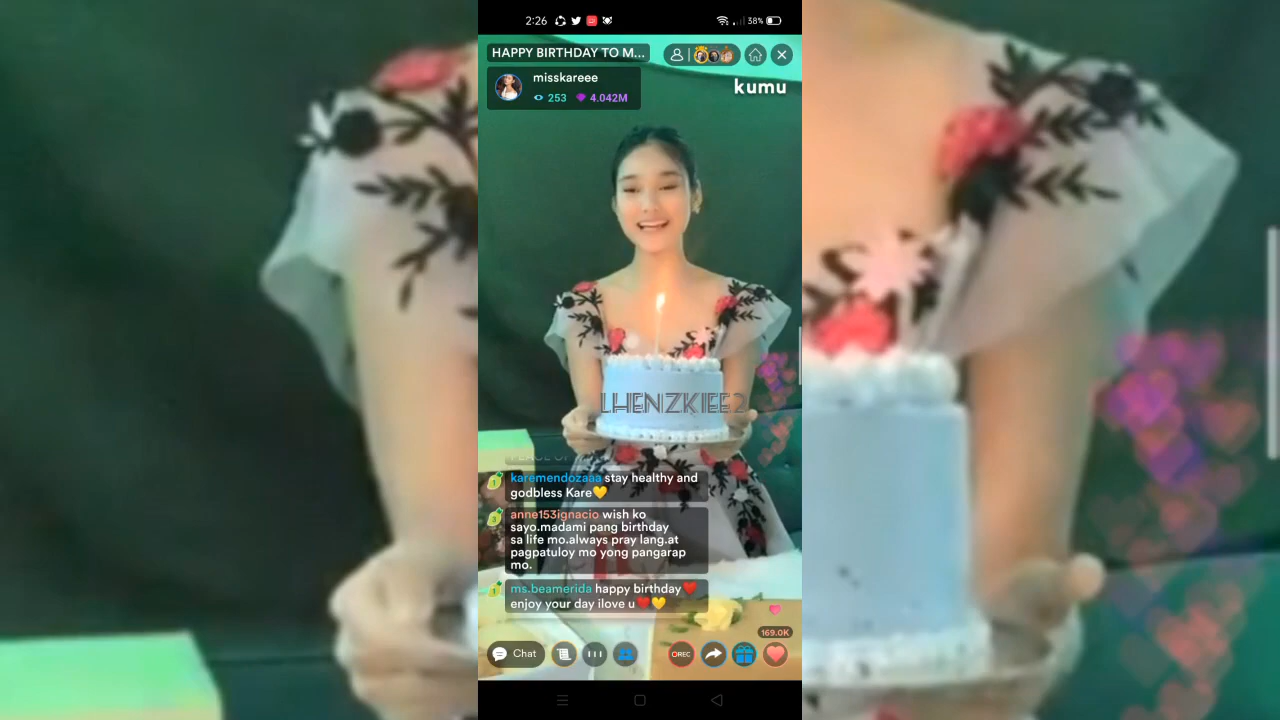 2:26
38%
HAPPY BIRTHDAY TO M...
misskareee
253 4.042M
kumu
LHENZKIEE2
karemendozaaa stay healthy and
godbless Kare💛
anne153ignacio wish ko
sayo.madami pang birthday
sa life mo.always pray lang.at
pagpatuloy mo yong pangarap
mo.
ms.beamerida happy birthday❤️
enjoy your day ilove u❤️💛
169.0K
Chat
REC